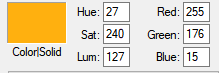 Hue: 27 Red: 255
Sat: 240 Green: 176
Color|Solid Lum: 127 Blue: 15